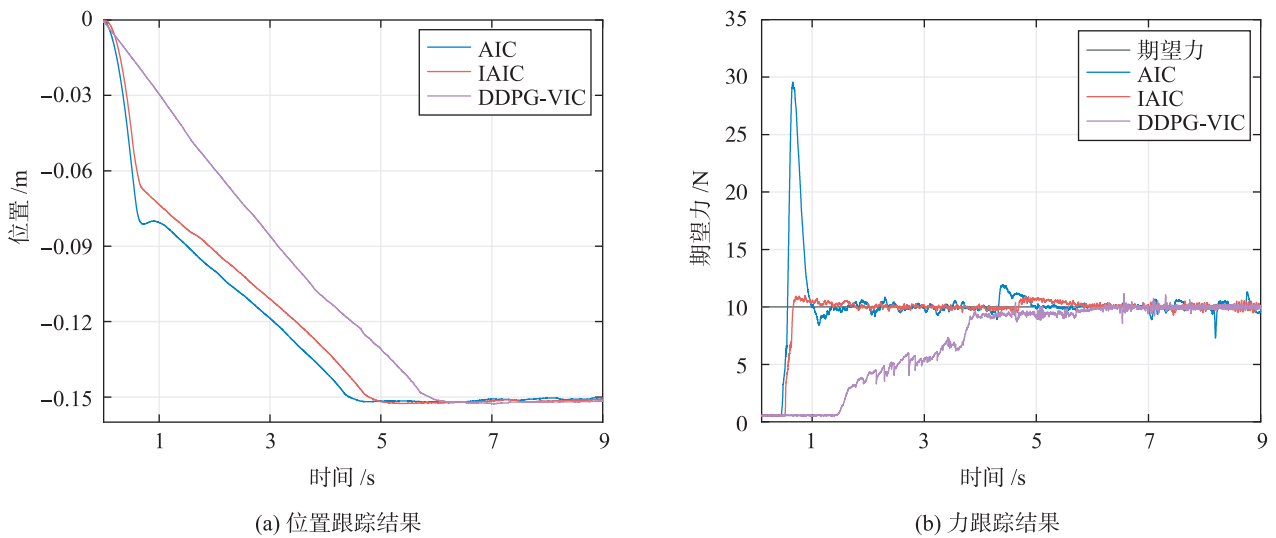 0
−0.03
−0.06
−0.09
−0.12
−0.15
位置 /m
AIC
IAIC
DDPG-VIC
1 3 5 7 9
时间 /s
(a) 位置跟踪结果
35
30
25
20
15
10
5
0
期望力 /N
期望力
AIC
IAIC
DDPG-VIC
1 3 5 7 9
时间 /s
(b) 力跟踪结果